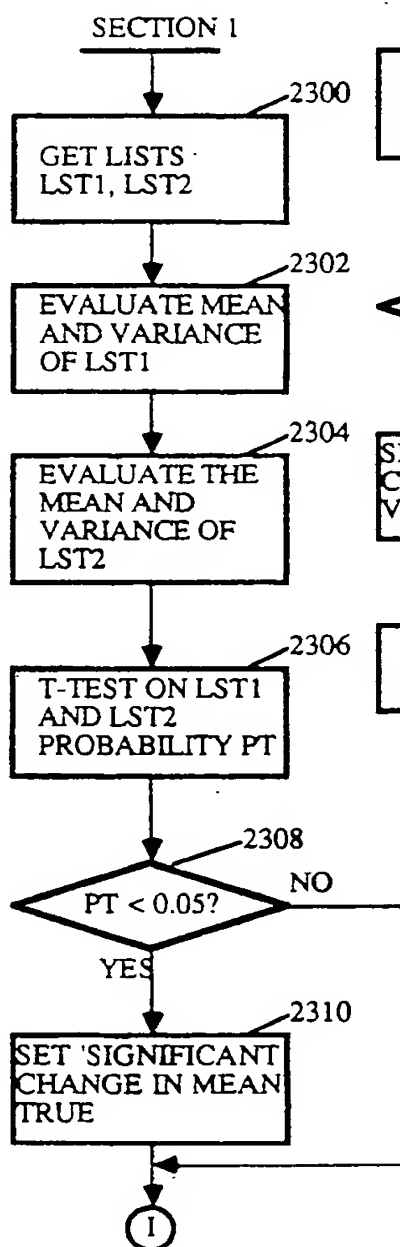 SECTION 1
2300
GET LISTS
LST1, LST2
2302
EVALUATE MEAN
AND VARIANCE
OF LST1
2304
EVALUATE THE
MEAN AND
VARIANCE OF
LST2
2306
T-TEST ON LST1
AND LST2
PROBABILITY PT
2308
PT < 0.05?
NO
YES
2310
SET 'SIGNIFICANT
CHANGE IN MEAN
TRUE
I